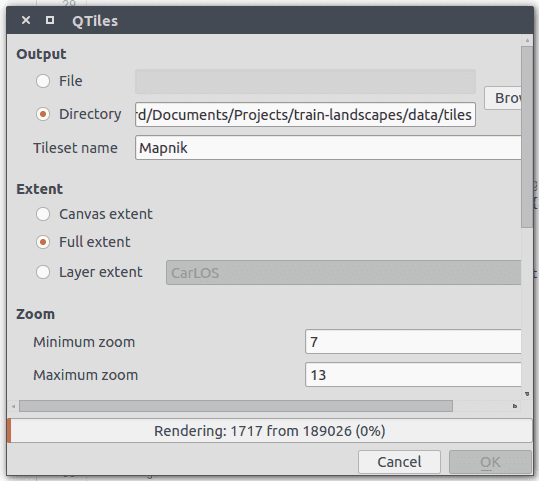 QTiles
Output
File
Directory
rd/Documents/Projects/train-landscapes/data/tiles
Brow
Tileset name
Mapnik
Extent
Canvas extent
Full extent
Layer extent
CarLOS
Zoom
Minimum zoom
7
Maximum zoom
13
Rendering: 1717 from 189026 (0%)
Cancel
OK